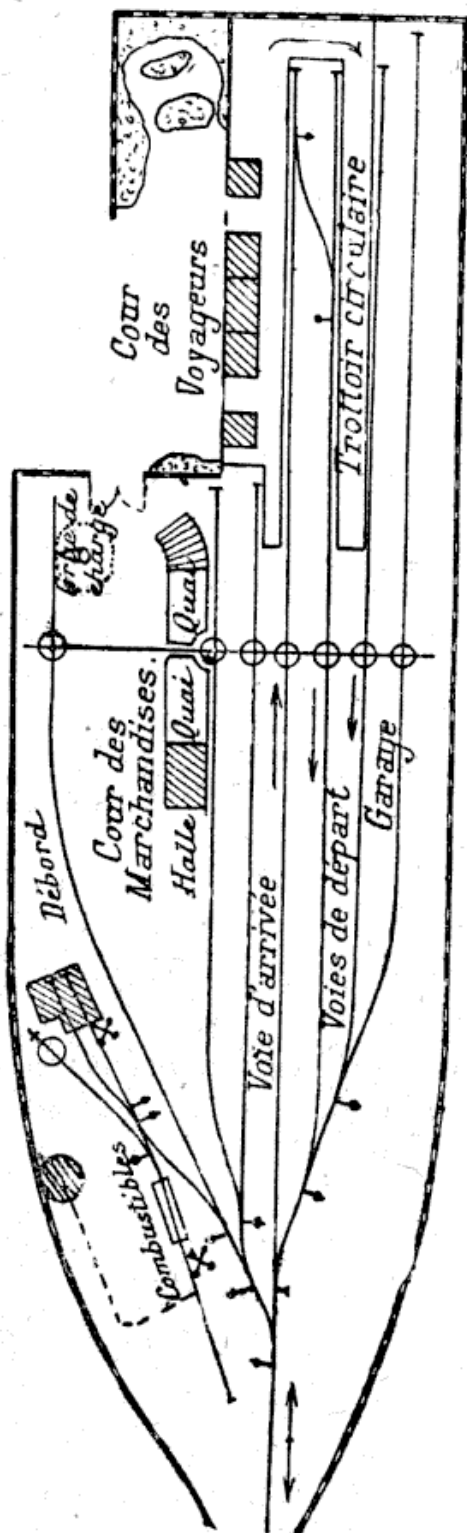 Cour
des
Voyageurs
Trottoir circulaire
Grue de
charge
Quai
Quai
Cour des
Marchandises.
Halle
Débord
Voie d'arrivée
Voies de départ
Garage
Combustibles